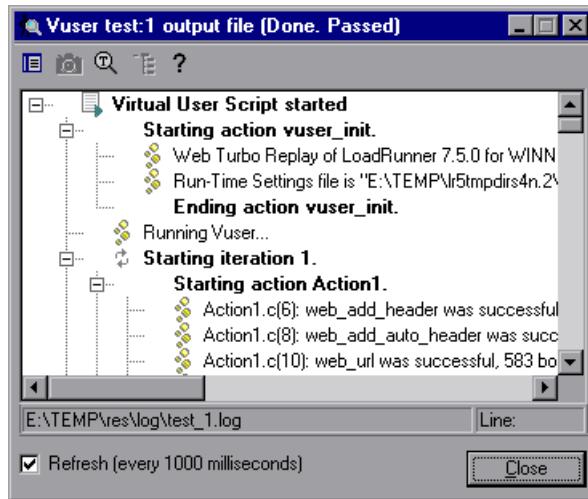 Vuser test:1 output file (Done. Passed)
?
Virtual User Script started
Starting action vuser_init.
Web Turbo Replay of LoadRunner 7.5.0 for WINN
Run-Time Settings file is "E:\TEMP\lr5tmpdirs4n.2\
Ending action vuser_init.
Running Vuser...
Starting iteration 1.
Starting action Action1.
Action1.c(6): web_add_header was successful
Action1.c(8): web_add_auto_header was succ
Action1.c(10): web_url was successful, 583 bo
E:\TEMP\res\log\test_1.log
Line:
Refresh (every 1000 milliseconds)
Close